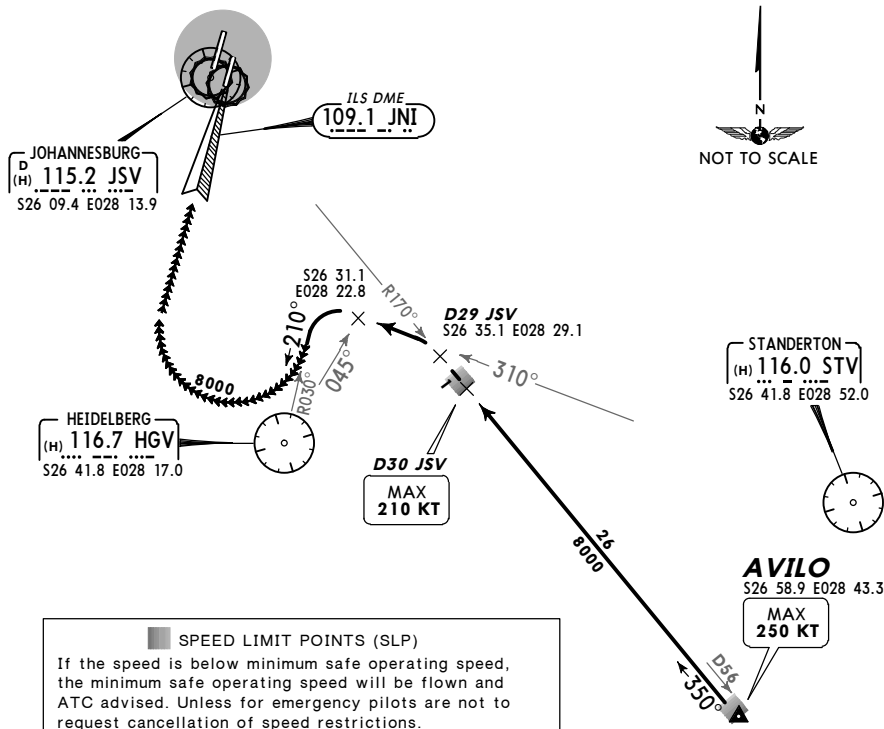 ILS DME
109.1 JNI
N
NOT TO SCALE
JOHANNESBURG
D
(H) 115.2 JSV
S26 09.4 E028 13.9
S26 31.1
E028 22.8
R170°
D29 JSV
S26 35.1 E028 29.1
310°
210°
R030°
045°
8000
STANDERTON
(H) 116.0 STV
S26 41.8 E028 52.0
HEIDELBERG
(H) 116.7 HGV
S26 41.8 E028 17.0
D30 JSV
MAX
210 KT
26
8000
AVILO
S26 58.9 E028 43.3
MAX
250 KT
D56
350°
SPEED LIMIT POINTS (SLP)
If the speed is below minimum safe operating speed,
the minimum safe operating speed will be flown and
ATC advised. Unless for emergency pilots are not to
request cancellation of speed restrictions.